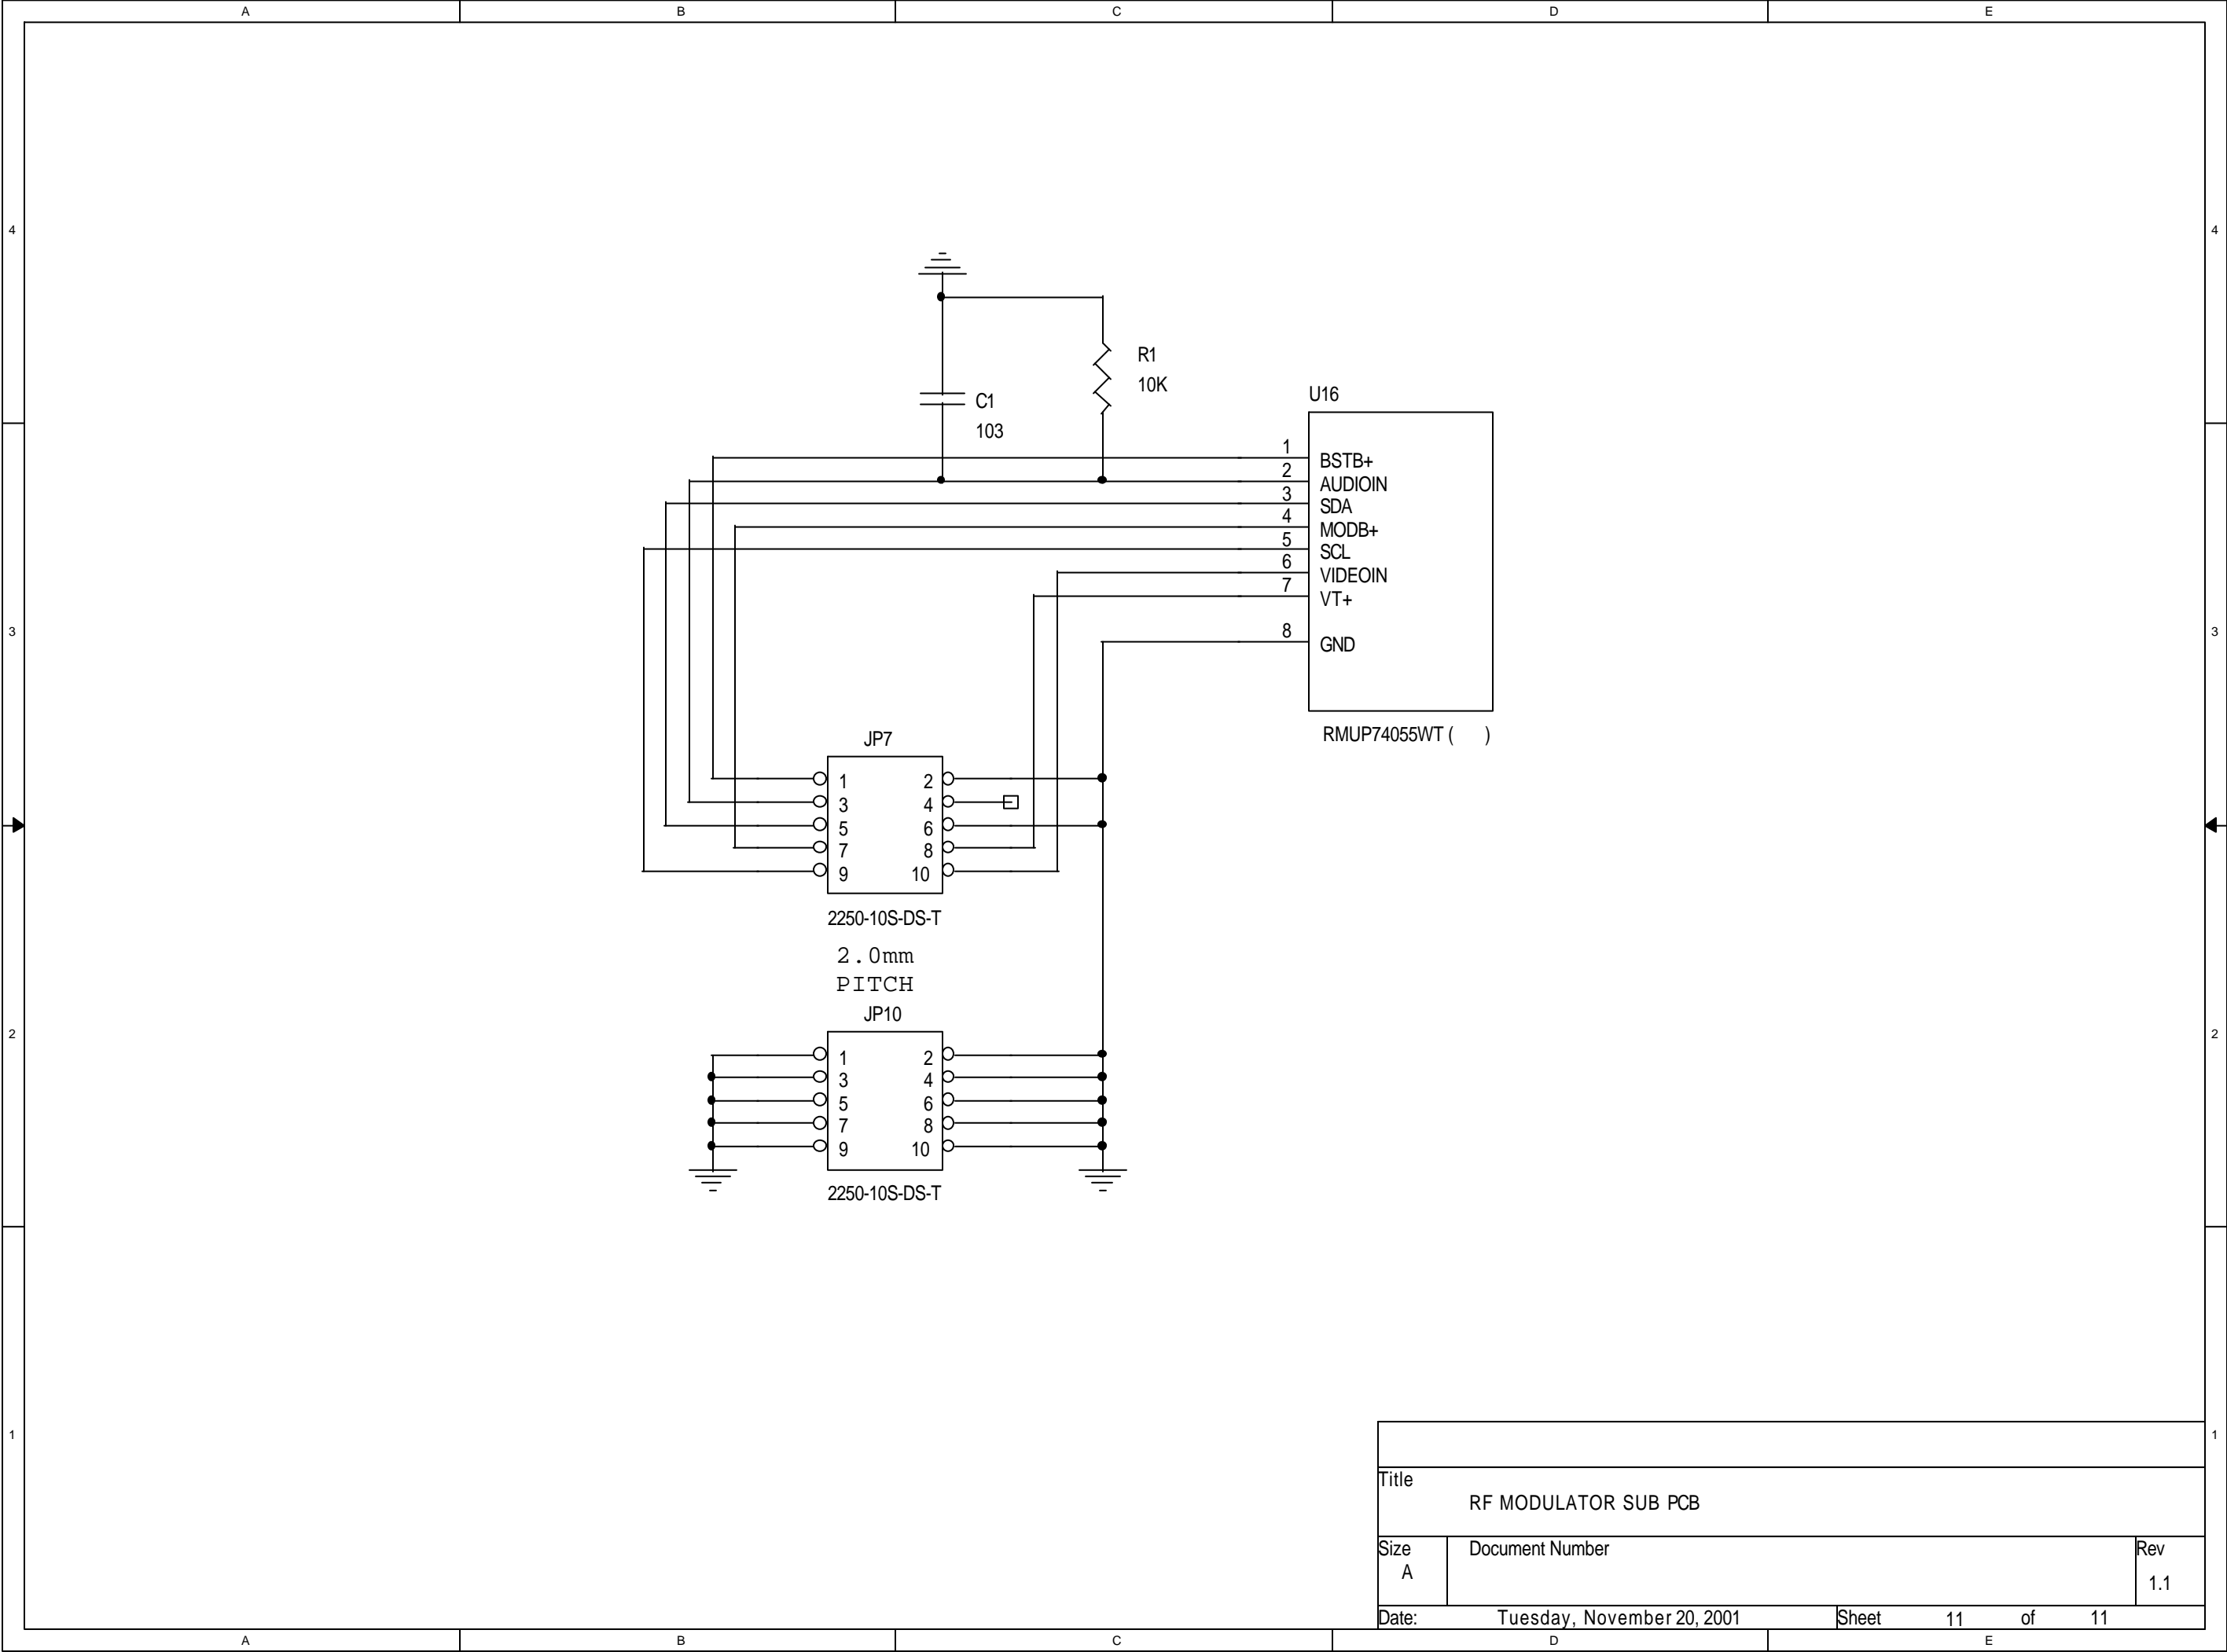 A B C D E
4 4
R1
10K
C1
103
U16
1 BSTB+
2 AUDIOIN
3 SDA
4 MODB+
5 SCL
6 VIDEOIN
7 VT+
8 GND
3 3
RMUP74055WT ( )
JP7
1 2
3 4
5 6
7 8
9 10
2250-10S-DS-T
2.0mm
PITCH
JP10
2 2
1 2
3 4
5 6
7 8
9 10
2250-10S-DS-T
1 1
Title
RF MODULATOR SUB PCB
Size Document Number Rev
A
1.1
Date: Tuesday, November 20, 2001 Sheet 11 of 11
A B C D E